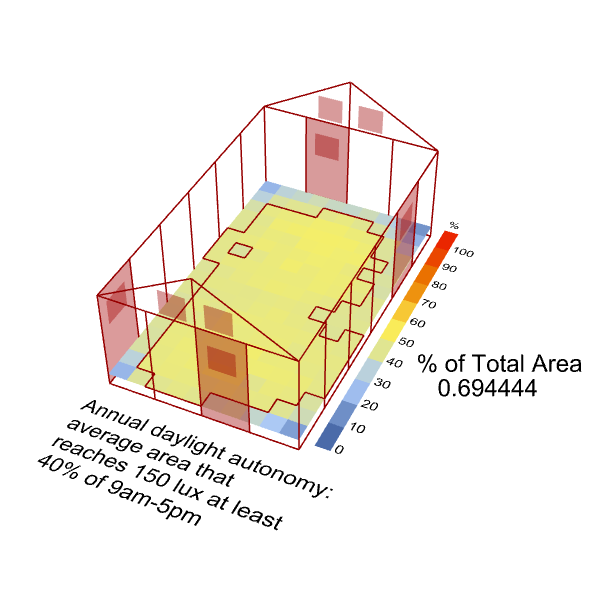 %
100
90
80
70
60
50
40
30
20
10
0
% of Total Area
0.694444
Annual daylight autonomy:
average area that
reaches 150 lux at least
40% of 9am-5pm